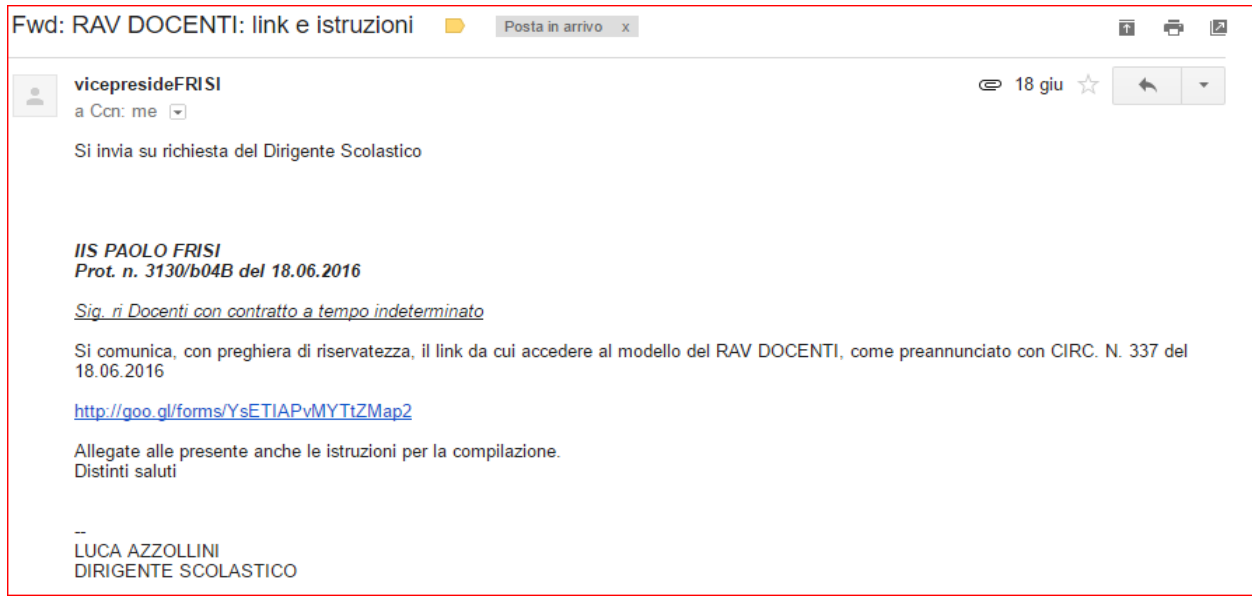 Fwd: RAV DOCENTI: link e istruzioni
Posta in arrivo x
vicepresideFRISI
18 giu
a Ccn: me
Si invia su richiesta del Dirigente Scolastico
IIS PAOLO FRISI
Prot. n. 3130/b04B del 18.06.2016
Sig. ri Docenti con contratto a tempo indeterminato
Si comunica, con preghiera di riservatezza, il link da cui accedere al modello del RAV DOCENTI, come preannunciato con CIRC. N. 337 del
18.06.2016
http://goo.gl/forms/YsETIAPvMYTtZMap2
Allegate alle presente anche le istruzioni per la compilazione.
Distinti saluti
--
LUCA AZZOLLINI
DIRIGENTE SCOLASTICO